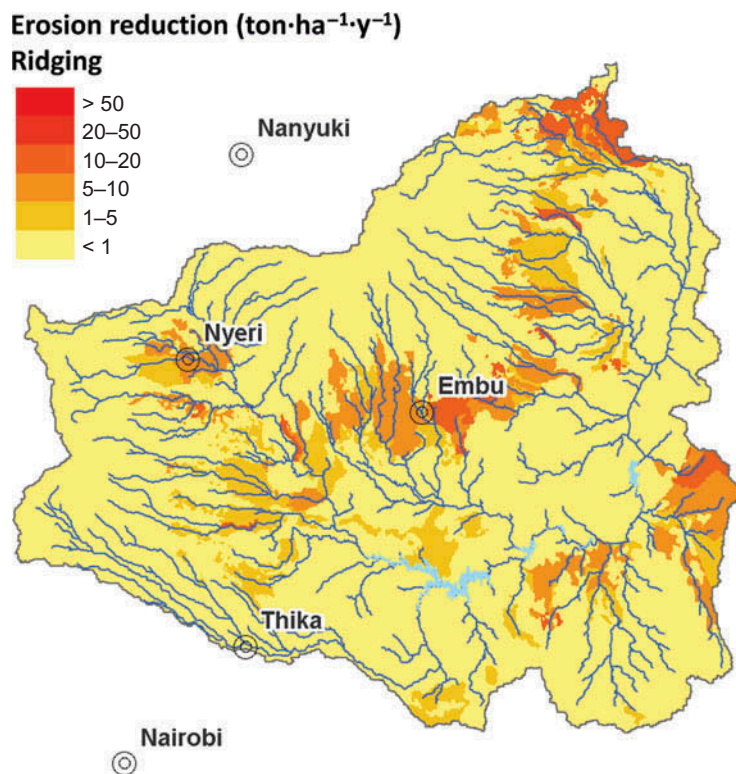 Erosion reduction (ton·ha⁻¹·y⁻¹)
Ridging
> 50
20–50
10–20
5–10
1–5
< 1
Nanyuki
Nyeri
Embu
Thika
Nairobi